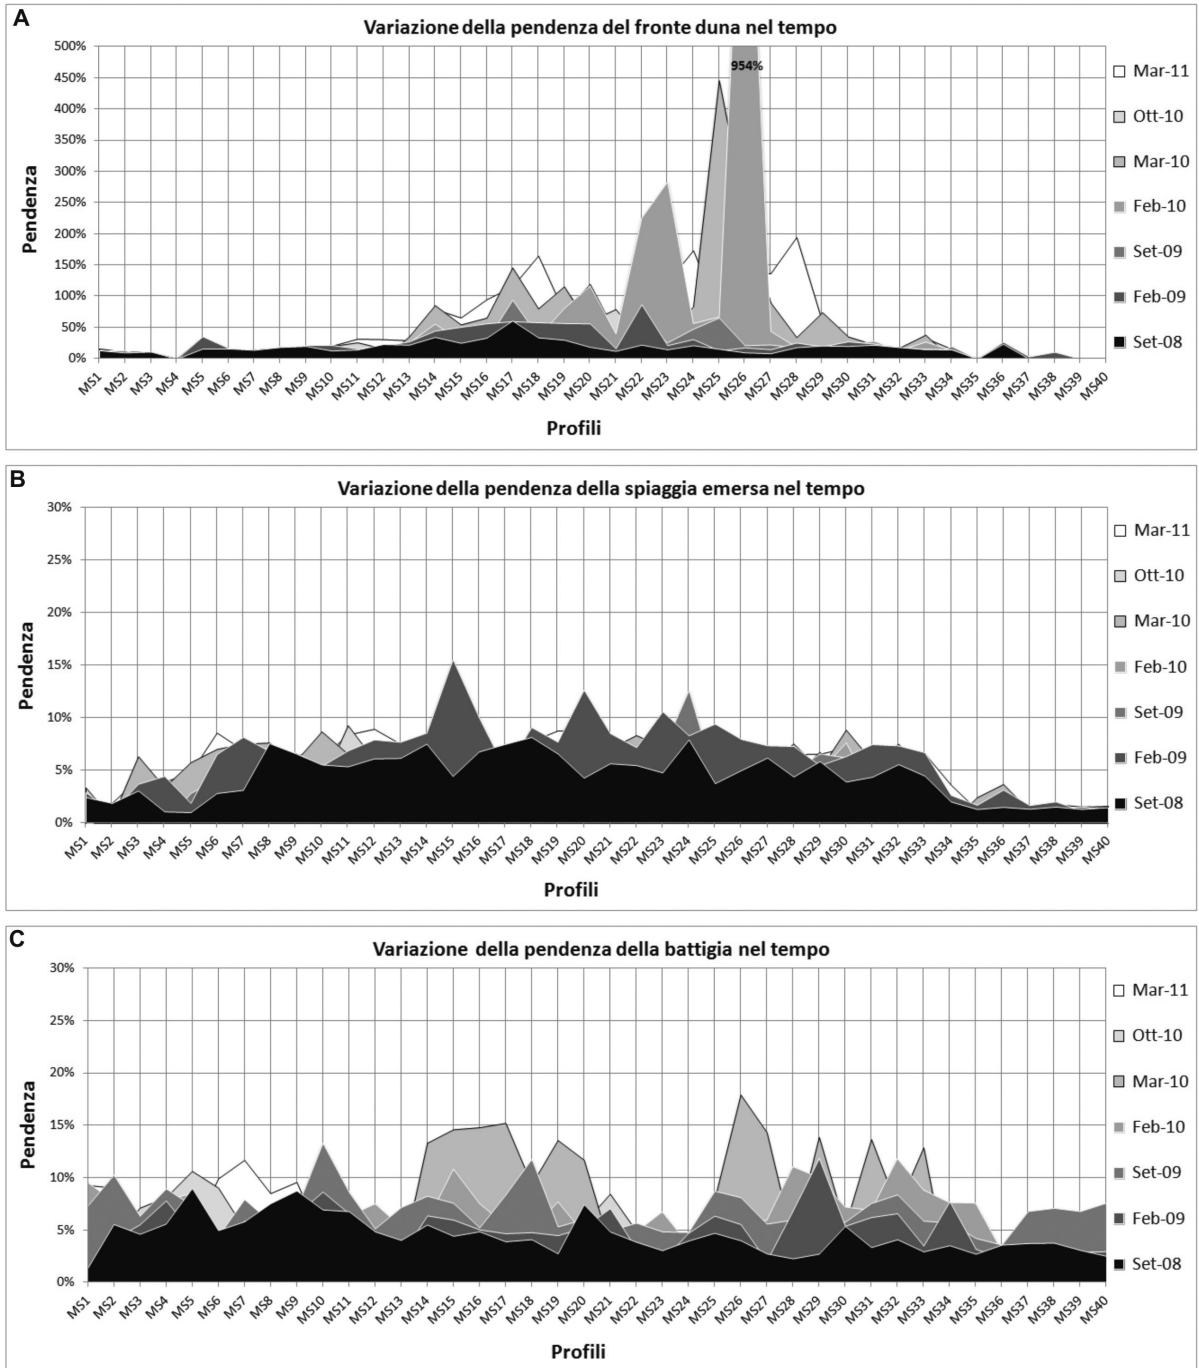 A
Variazione della pendenza del fronte duna nel tempo
500%
450%
400%
350%
300%
250%
200%
150%
100%
50%
0%
Pendenza
954%
MS1 MS2 MS3 MS4 MS5 MS6 MS7 MS8 MS9 MS10 MS11 MS12 MS13 MS14 MS15 MS16 MS17 MS18 MS19 MS20 MS21 MS22 MS23 MS24 MS25 MS26 MS27 MS28 MS29 MS30 MS31 MS32 MS33 MS34 MS35 MS36 MS37 MS38 MS39 MS40
Profili
Mar-11
Ott-10
Mar-10
Feb-10
Set-09
Feb-09
Set-08
B
Variazione della pendenza della spiaggia emersa nel tempo
30%
25%
20%
15%
10%
5%
0%
Pendenza
MS1 MS2 MS3 MS4 MS5 MS6 MS7 MS8 MS9 MS10 MS11 MS12 MS13 MS14 MS15 MS16 MS17 MS18 MS19 MS20 MS21 MS22 MS23 MS24 MS25 MS26 MS27 MS28 MS29 MS30 MS31 MS32 MS33 MS34 MS35 MS36 MS37 MS38 MS39 MS40
Profili
Mar-11
Ott-10
Mar-10
Feb-10
Set-09
Feb-09
Set-08
C
Variazione della pendenza della battigia nel tempo
30%
25%
20%
15%
10%
5%
0%
Pendenza
MS1 MS2 MS3 MS4 MS5 MS6 MS7 MS8 MS9 MS10 MS11 MS12 MS13 MS14 MS15 MS16 MS17 MS18 MS19 MS20 MS21 MS22 MS23 MS24 MS25 MS26 MS27 MS28 MS29 MS30 MS31 MS32 MS33 MS34 MS35 MS36 MS37 MS38 MS39 MS40
Profili
Mar-11
Ott-10
Mar-10
Feb-10
Set-09
Feb-09
Set-08